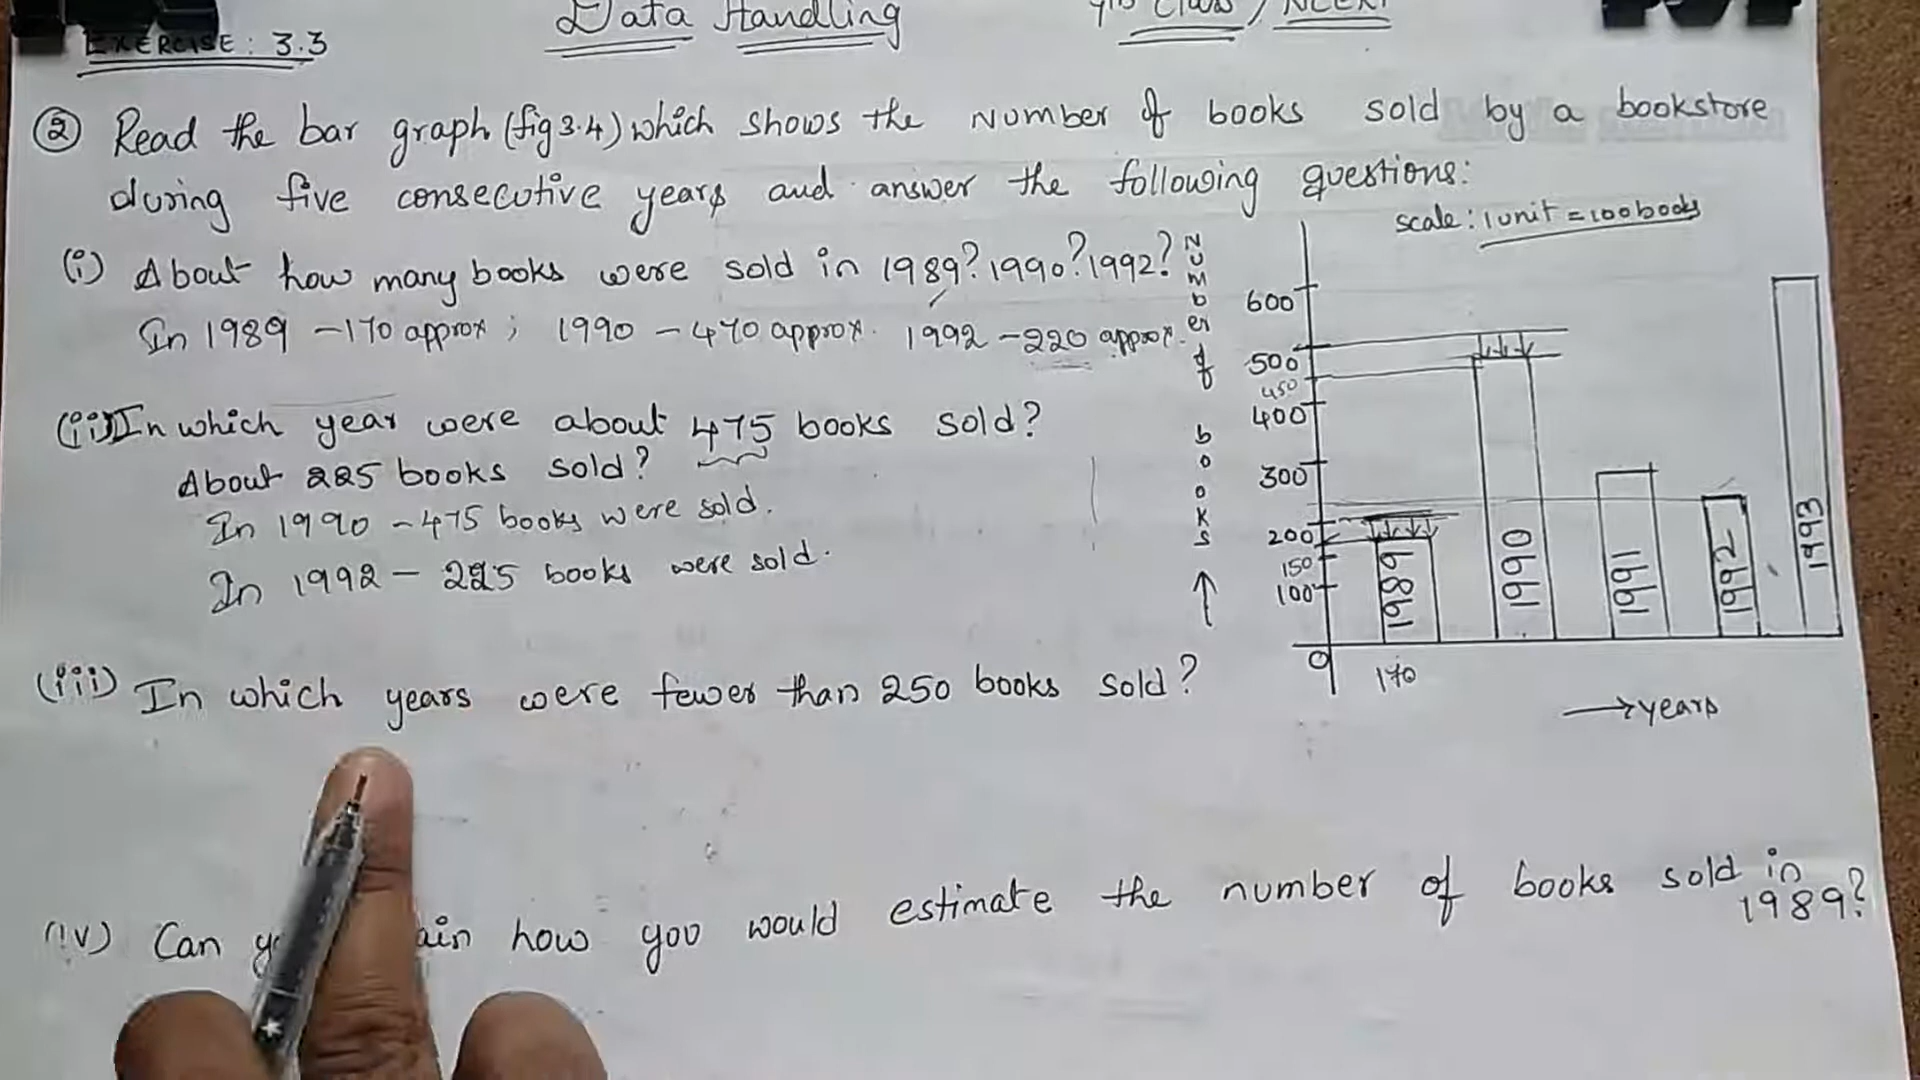 Data Handling
7th Class / NCERT
EXERCISE: 3.3
② Read the bar graph (fig 3.4) which shows the Number of books sold by a bookstore
during five consecutive years and answer the following questions:
scale: 1 unit = 100 books
(i) About how many books were sold in 1989? 1990? 1992?
In 1989 - 170 approx ; 1990 - 470 approx. 1992 - 220 approx.
(ii) In which year were about 475 books sold?
About 225 books sold?
In 1990 - 475 books were sold.
In 1992 - 225 books were sold.
(iii) In which years were fewer than 250 books sold?
(iv) Can how you would estimate the number of books sold in
1989?
Number of books
600
500
450
400
300
200
150
100
0
1989
1990
1991
1992
1993
170
years